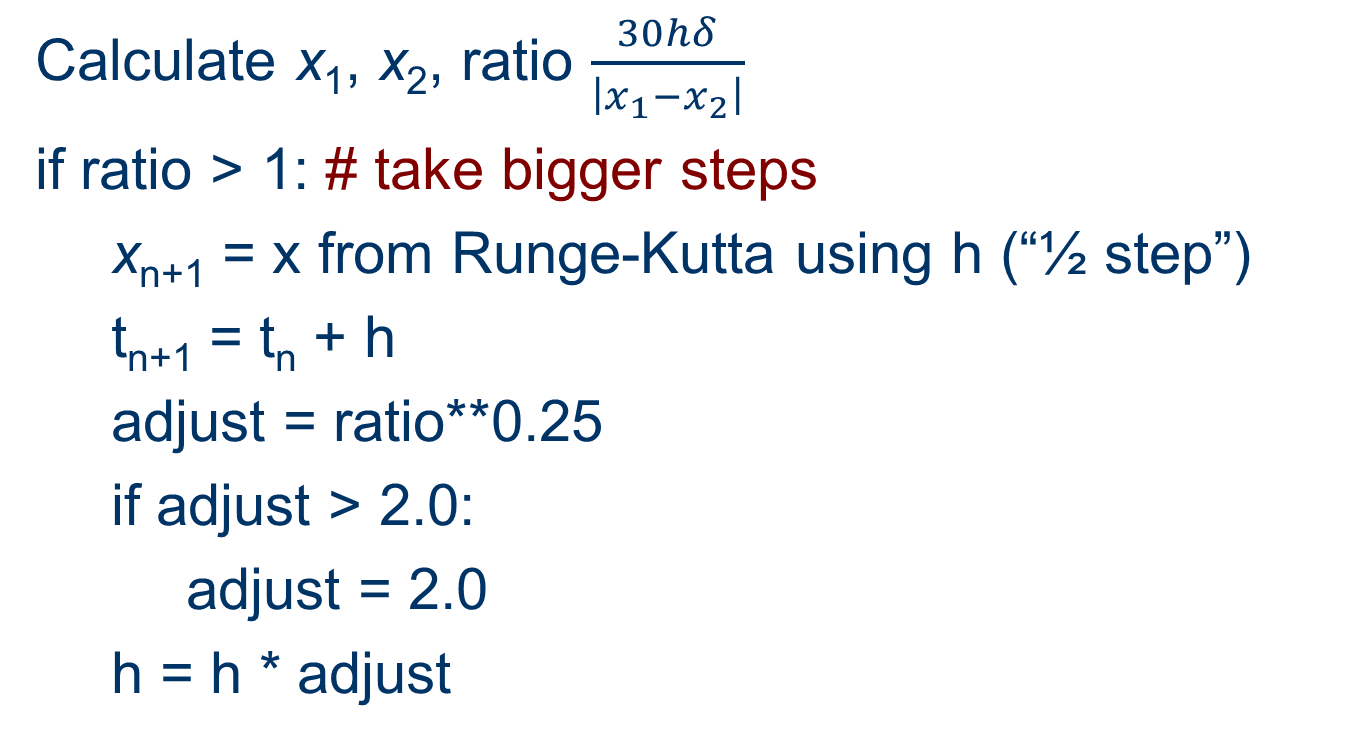 Calculate x₁, x₂, ratio 30ℎ𝛿/|𝑥₁−𝑥₂|
if ratio > 1: # take bigger steps
xₙ₊₁ = x from Runge-Kutta using h (“½ step”)
tₙ₊₁ = tₙ + h
adjust = ratio**0.25
if adjust > 2.0:
adjust = 2.0
h = h * adjust